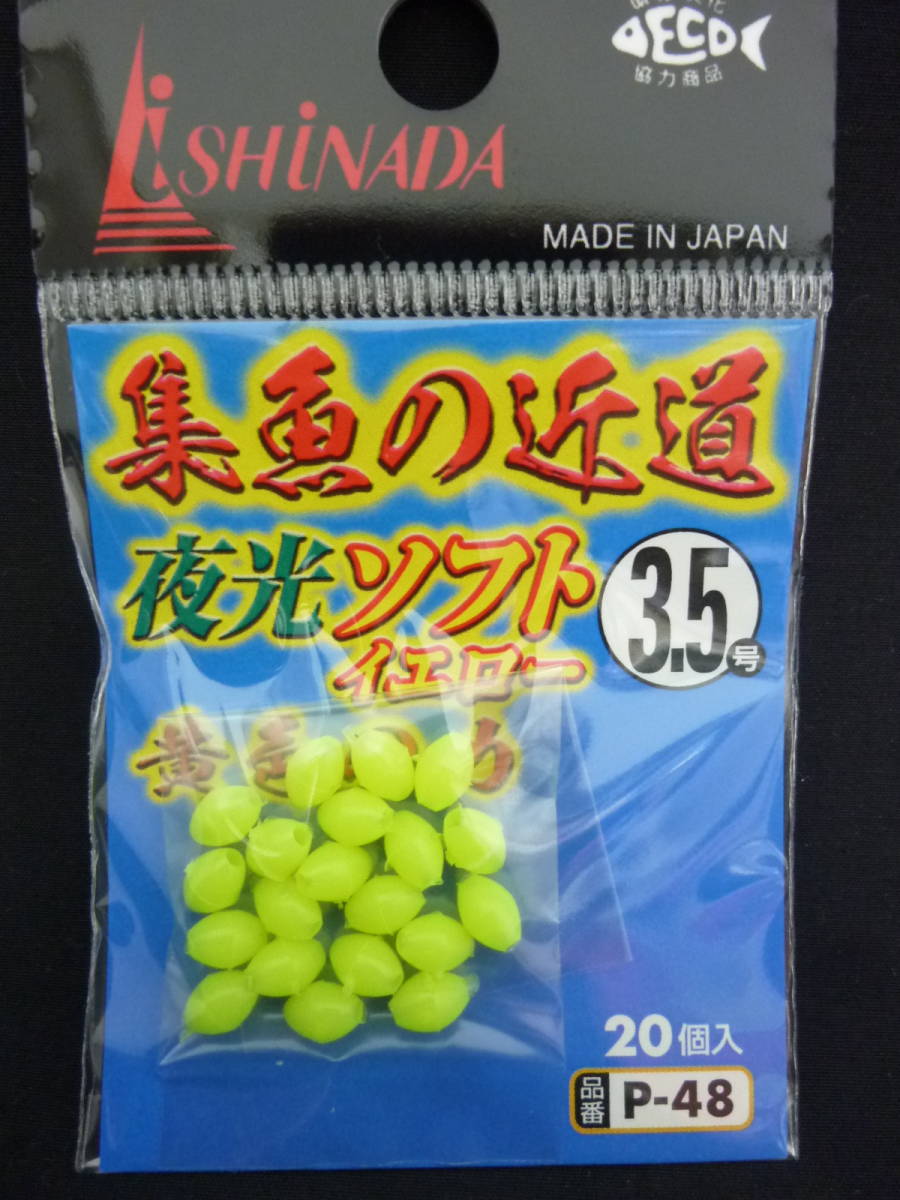 ECO
協力商品
iSHiNADA
MADE IN JAPAN
集魚の近道
夜光ソフト
イエロー
3.5号
20個入
品番 P-48